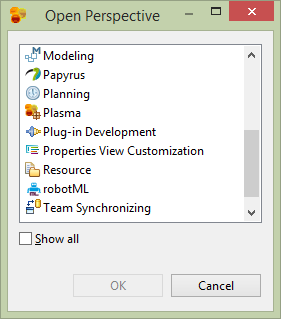 Open Perspective
Modeling
Papyrus
Planning
Plasma
Plug-in Development
Properties View Customization
Resource
robotML
Team Synchronizing
Show all
OK
Cancel